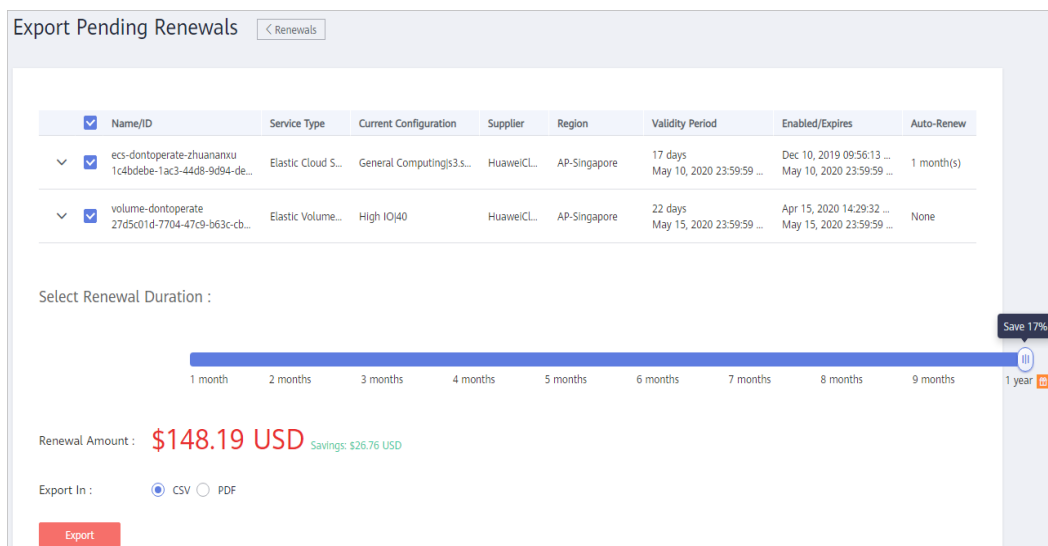 Export Pending Renewals < Renewals
Name/ID Service Type Current Configuration Supplier Region Validity Period Enabled/Expires Auto-Renew
ecs-dontoperate-zhuananxu 17 days Dec 10, 2019 09:56:13 ...
Elastic Cloud S... General Computing|s3.s... HuaweiCl... AP-Singapore 1 month(s)
1c4bdebe-1ac3-44d8-9d94-de... May 10, 2020 23:59:59 ... May 10, 2020 23:59:59 ...
volume-dontoperate 22 days Apr 15, 2020 14:29:32 ...
Elastic Volume... High IO|40 HuaweiCl... AP-Singapore None
27d5c01d-7704-47c9-b63c-cb... May 15, 2020 23:59:59 ... May 15, 2020 23:59:59 ...
Select Renewal Duration :
Save 17%
1 month 2 months 3 months 4 months 5 months 6 months 7 months 8 months 9 months 1 year
Renewal Amount : $148.19 USD Savings: $26.76 USD
Export In : CSV PDF
Export